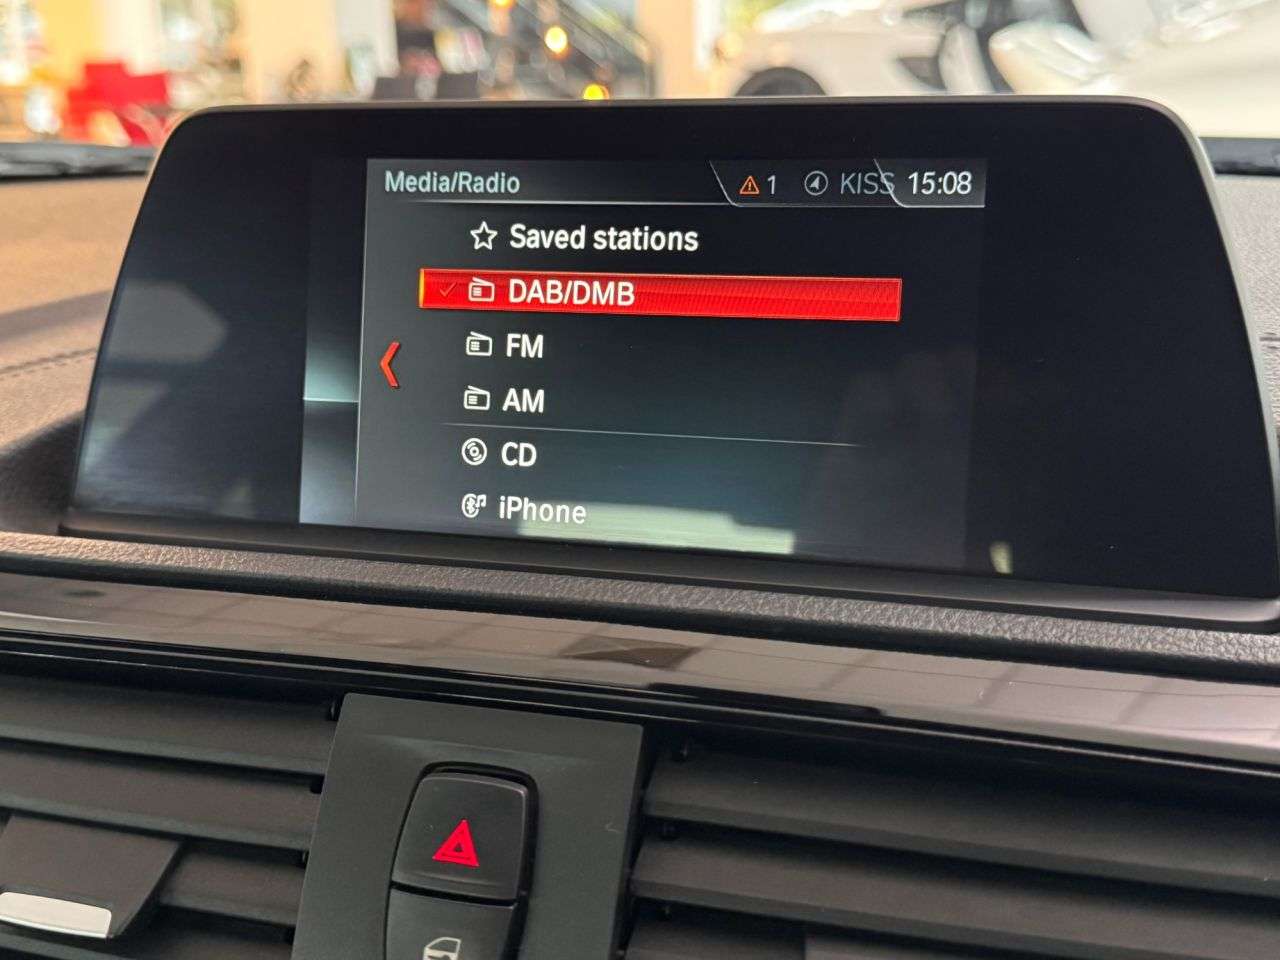 Media/Radio 1 KISS 15:08
Saved stations
DAB/DMB
FM
AM
CD
iPhone